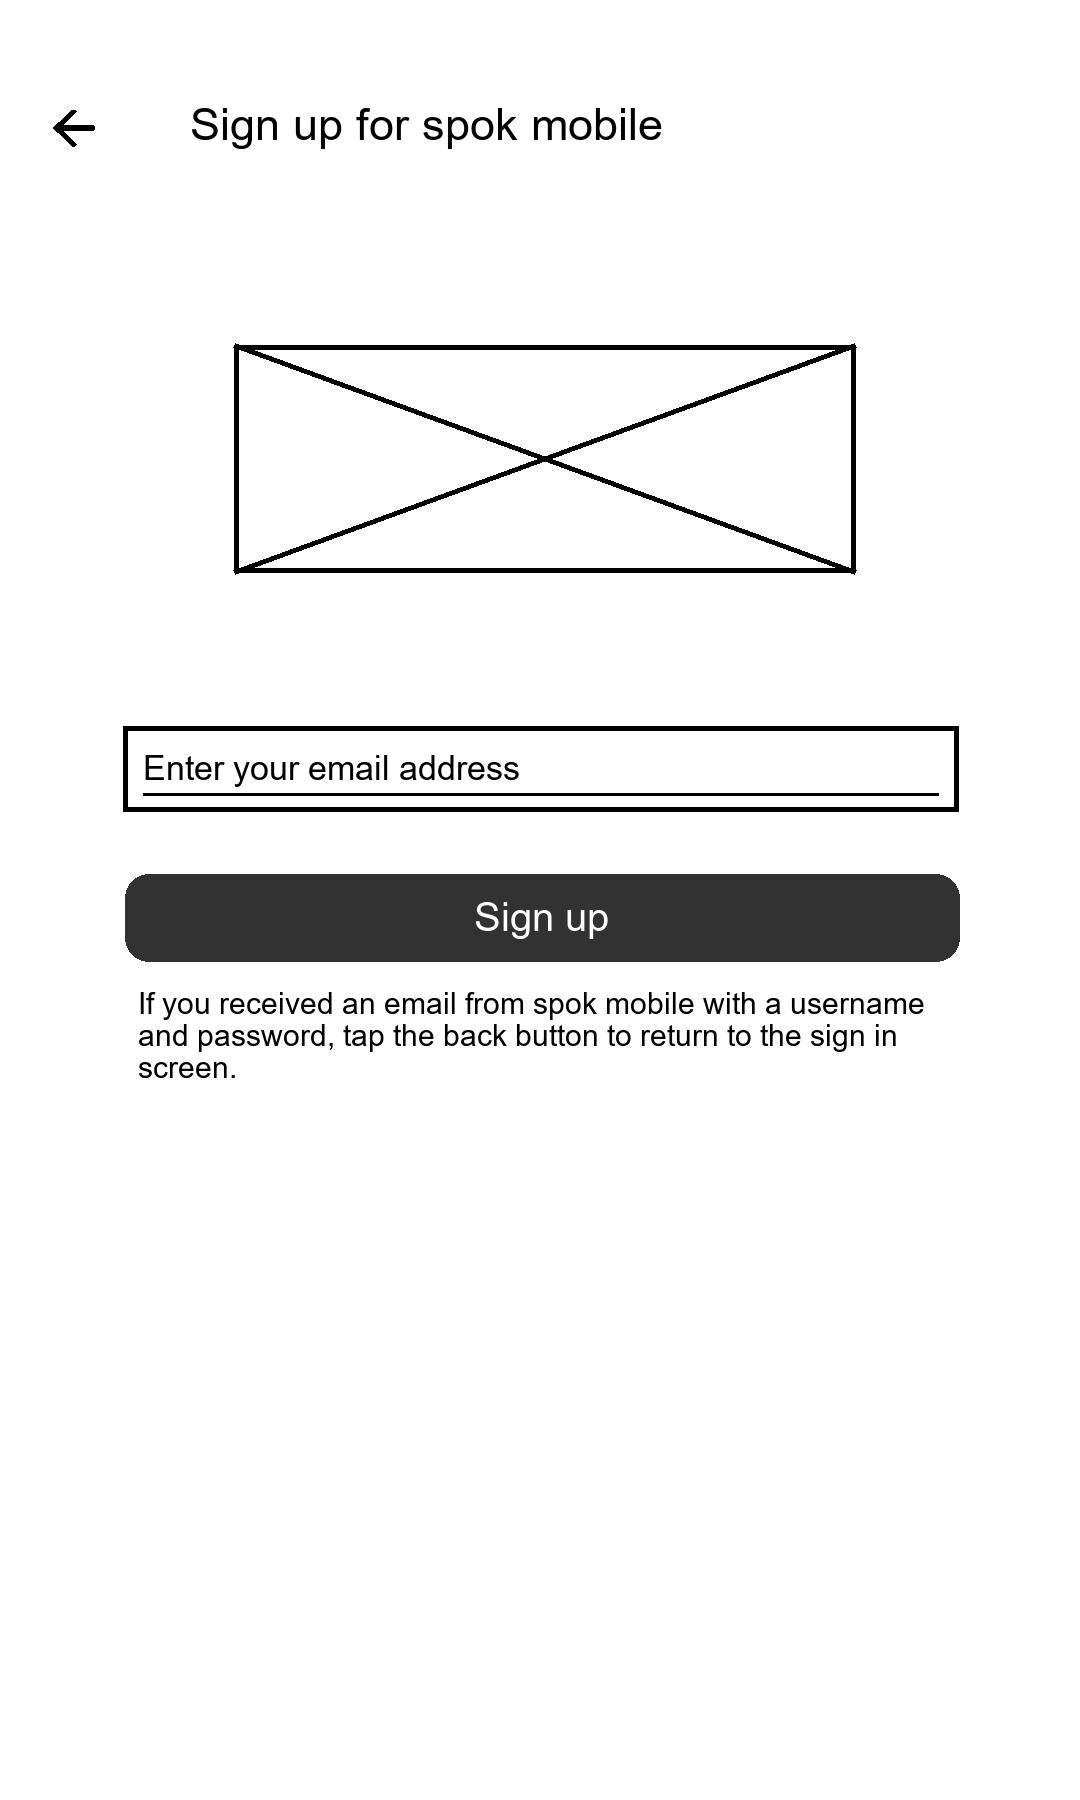 Sign up for spok mobile
Enter your email address
Sign up
If you received an email from spok mobile with a username
and password, tap the back button to return to the sign in
screen.